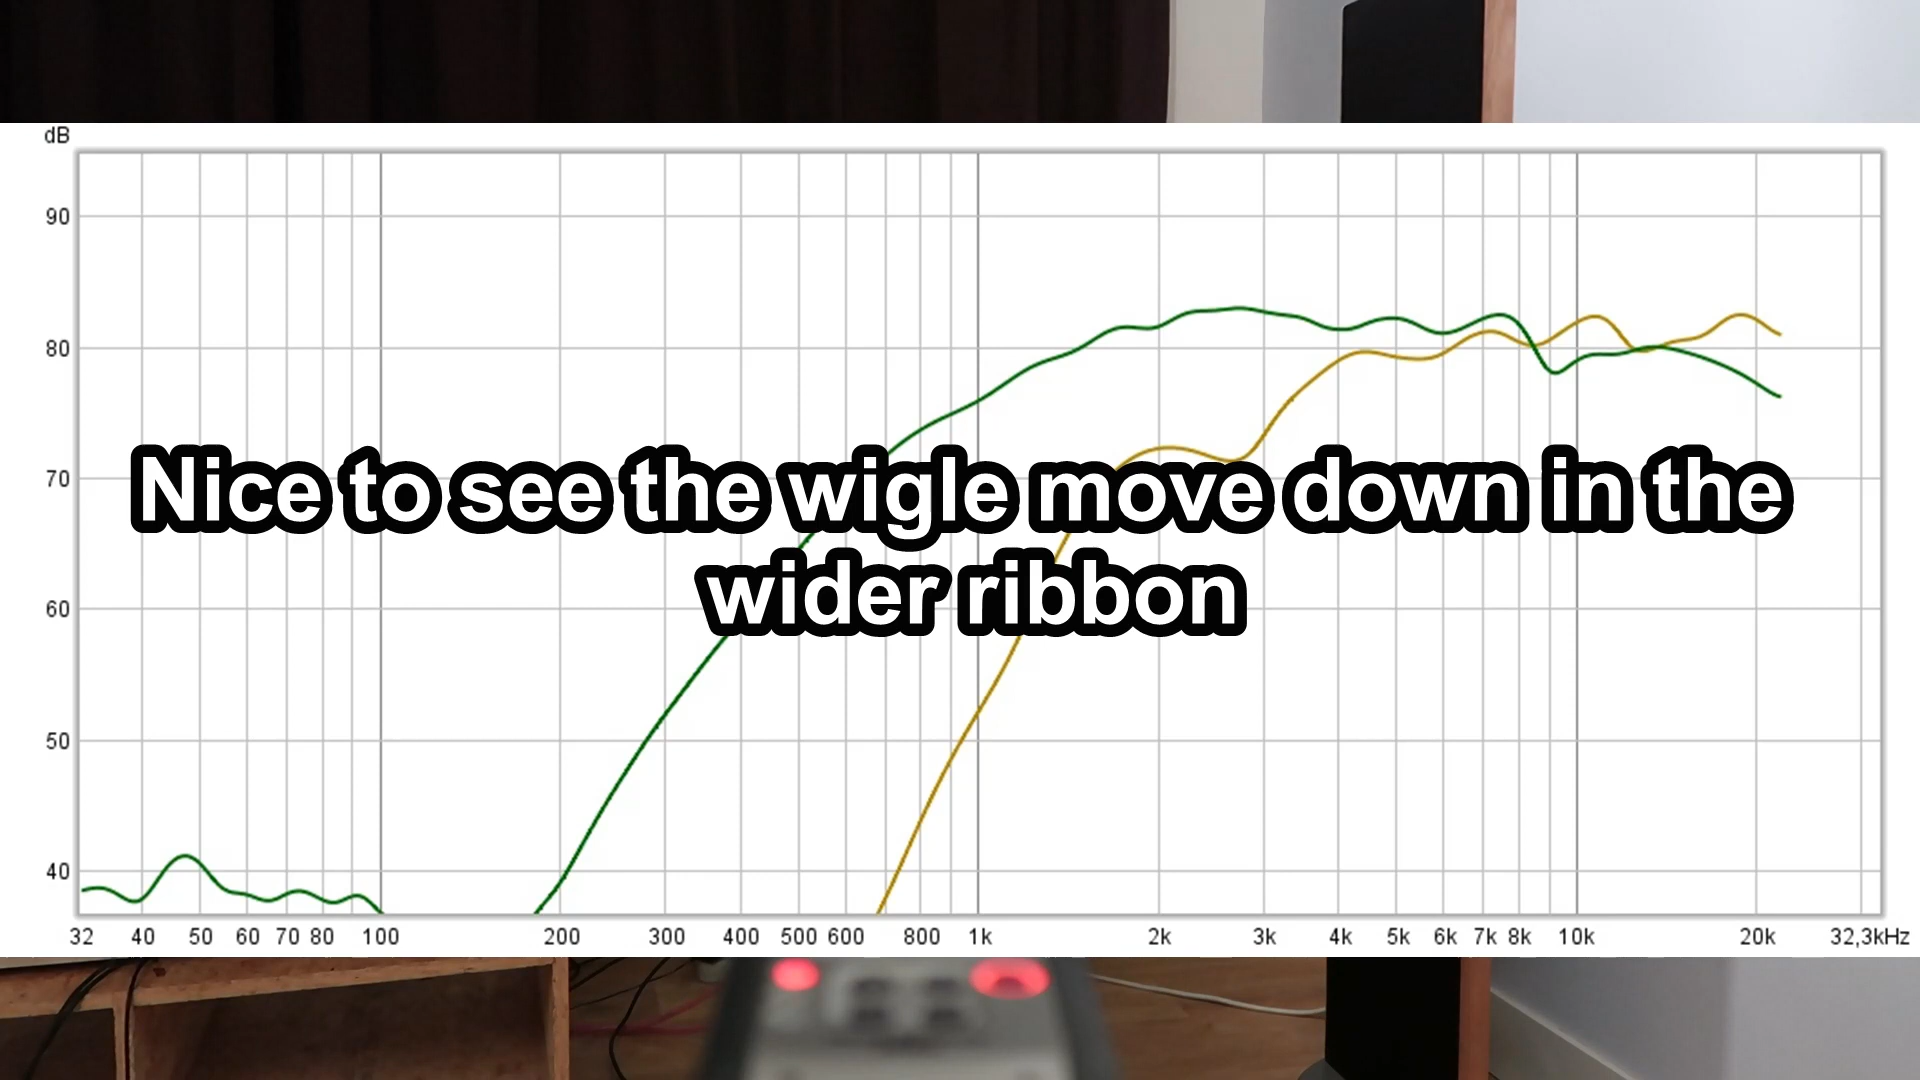 dB
90
80
70
60
50
40
Nice to see the wigle move down in the
wider ribbon
32 40 50 60 70 80 100 200 300 400 500 600 800 1k 2k 3k 4k 5k 6k 7k 8k 10k 20k 32,3kHz